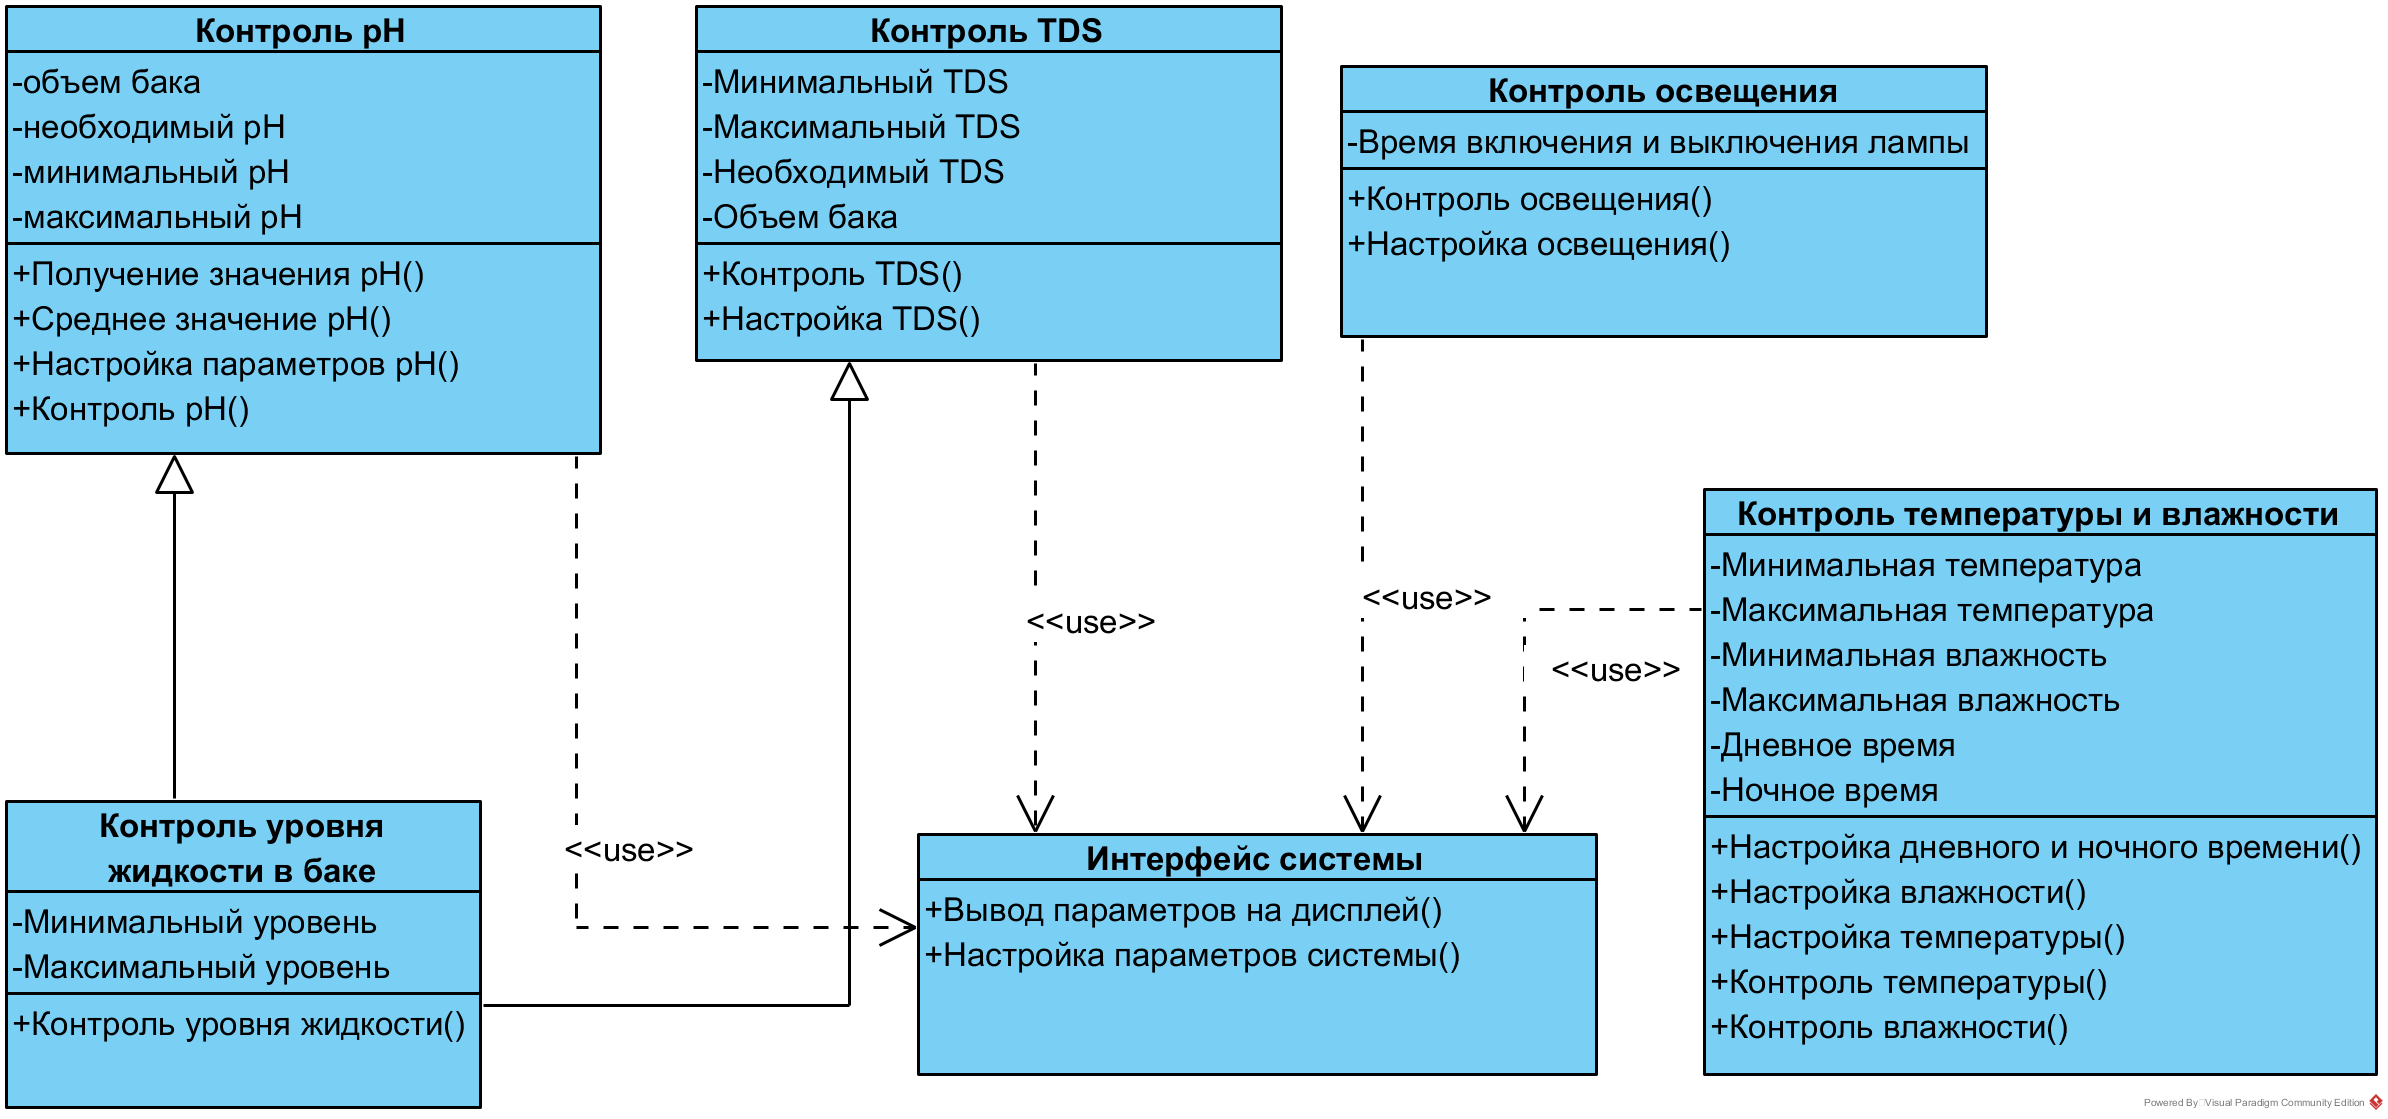 Контроль pH
-объем бака
-необходимый pH
-минимальный pH
-максимальный pH
+Получение значения pH()
+Среднее значение pH()
+Настройка параметров pH()
+Контроль pH()
Контроль TDS
-Минимальный TDS
-Максимальный TDS
-Необходимый TDS
-Объем бака
+Контроль TDS()
+Настройка TDS()
Контроль освещения
-Время включения и выключения лампы
+Контроль освещения()
+Настройка освещения()
<<use>>
<<use>>
<<use>>
<<use>>
Контроль температуры и влажности
-Минимальная температура
-Максимальная температура
-Минимальная влажность
-Максимальная влажность
-Дневное время
-Ночное время
+Настройка дневного и ночного времени()
+Настройка влажности()
+Настройка температуры()
+Контроль температуры()
+Контроль влажности()
Контроль уровня
жидкости в баке
-Минимальный уровень
-Максимальный уровень
+Контроль уровня жидкости()
Интерфейс системы
+Вывод параметров на дисплей()
+Настройка параметров системы()
Powered By Visual Paradigm Community Edition